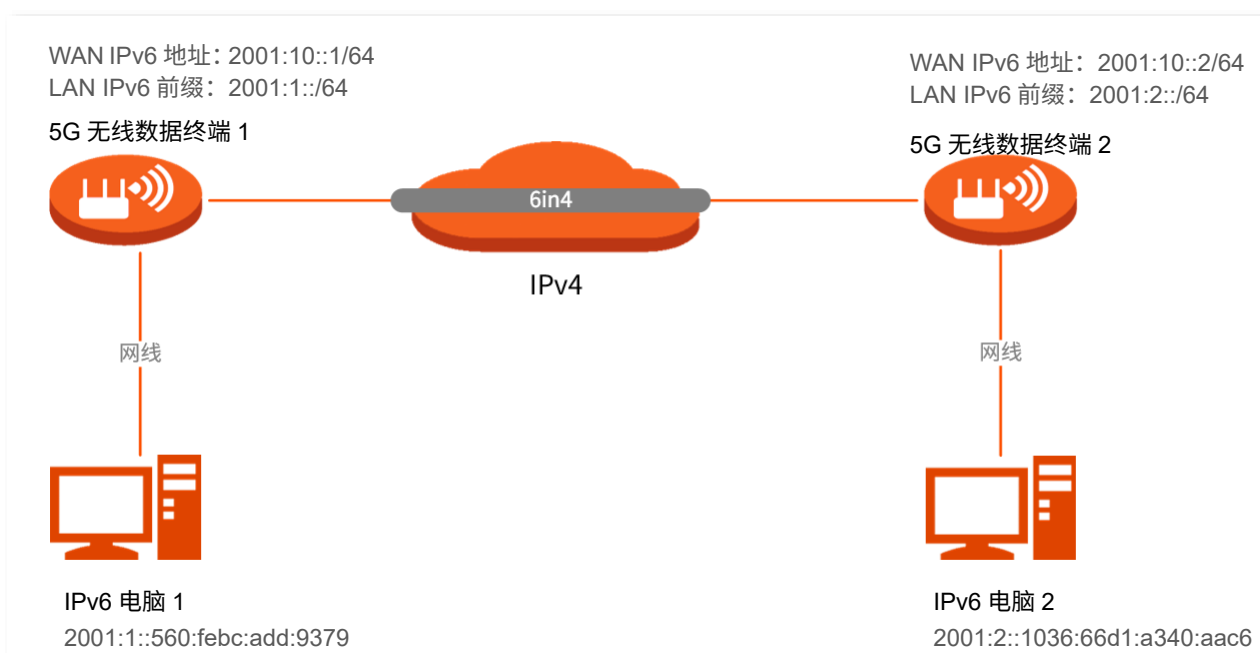 WAN IPv6 地址：2001:10::1/64
LAN IPv6 前缀：2001:1::/64
5G 无线数据终端 1
WAN IPv6 地址：2001:10::2/64
LAN IPv6 前缀：2001:2::/64
5G 无线数据终端 2
6in4
IPv4
网线
网线
IPv6 电脑 1
2001:1::560:febc:add:9379
IPv6 电脑 2
2001:2::1036:66d1:a340:aac6